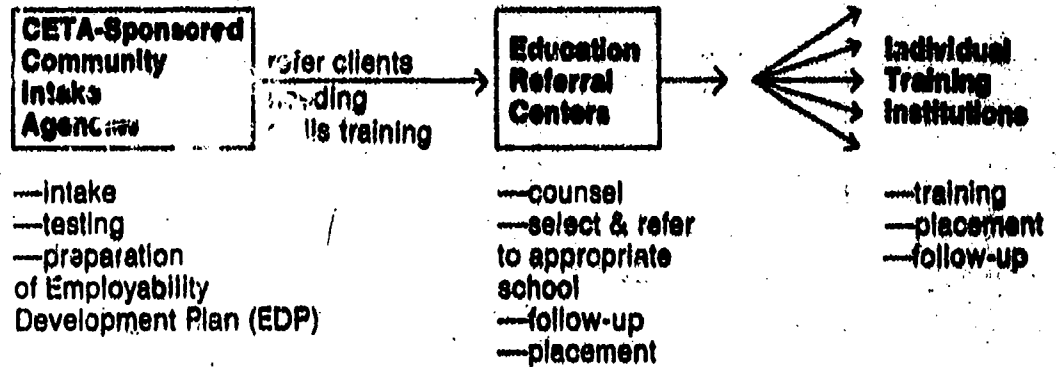 CETA-Sponsored
Community
Intake
Agencies
refer clients
training
Education
Referral
Centers
Individual
Training
Institutions
—intake
—testing
—preparation
of Employability
Development Plan (EDP)
—counsel
—select & refer
to appropriate
school
—follow-up
—placement
—training
—placement
—follow-up